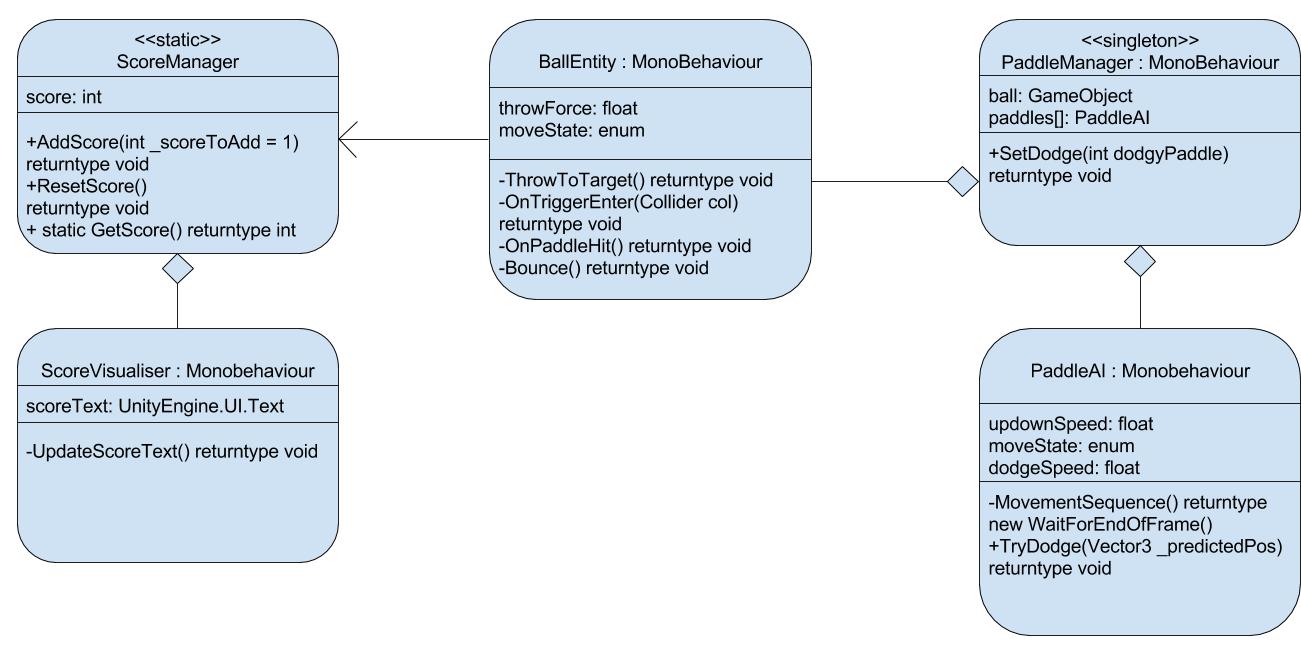 <<static>>
ScoreManager
score: int
+AddScore(int _scoreToAdd = 1)
returntype void
+ResetScore()
returntype void
+ static GetScore() returntype int
BallEntity : MonoBehaviour
throwForce: float
moveState: enum
-ThrowToTarget() returntype void
-OnTriggerEnter(Collider col)
returntype void
-OnPaddleHit() returntype void
-Bounce() returntype void
<<singleton>>
PaddleManager : MonoBehaviour
ball: GameObject
paddles[]: PaddleAI
+SetDodge(int dodgyPaddle)
returntype void
ScoreVisualiser : Monobehaviour
scoreText: UnityEngine.UI.Text
-UpdateScoreText() returntype void
PaddleAI : Monobehaviour
updownSpeed: float
moveState: enum
dodgeSpeed: float
-MovementSequence() returntype
new WaitForEndOfFrame()
+TryDodge(Vector3 _predictedPos)
returntype void